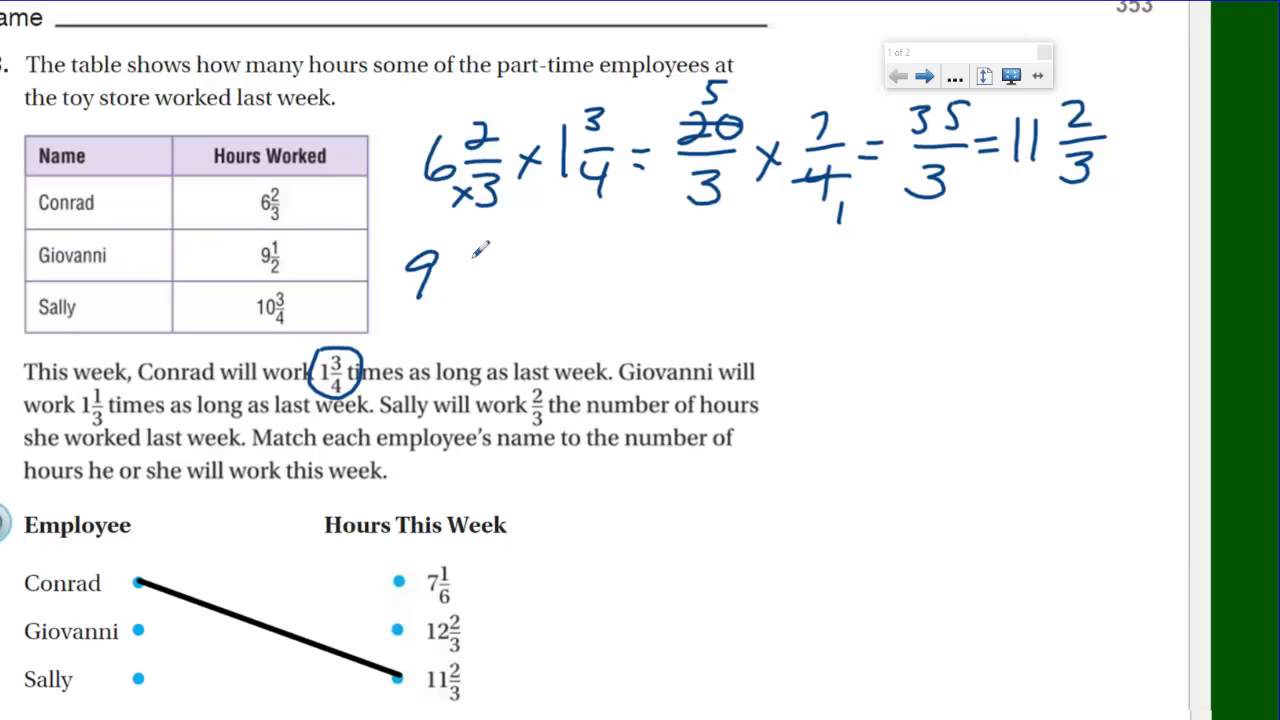 ame
353
. The table shows how many hours some of the part-time employees at
the toy store worked last week.
1 of 2
Name Hours Worked
Conrad 6 2/3
Giovanni 9 1/2
Sally 10 3/4
6 2/3 × 1 3/4 = 20/3 × 7/4 = 35/3 = 11 2/3
×
5
1
9
This week, Conrad will work 1 3/4 times as long as last week. Giovanni will
work 1 1/3 times as long as last week. Sally will work 2/3 the number of hours
she worked last week. Match each employee's name to the number of
hours he or she will work this week.
Employee Hours This Week
Conrad 7 1/6
Giovanni 12 2/3
Sally 11 2/3